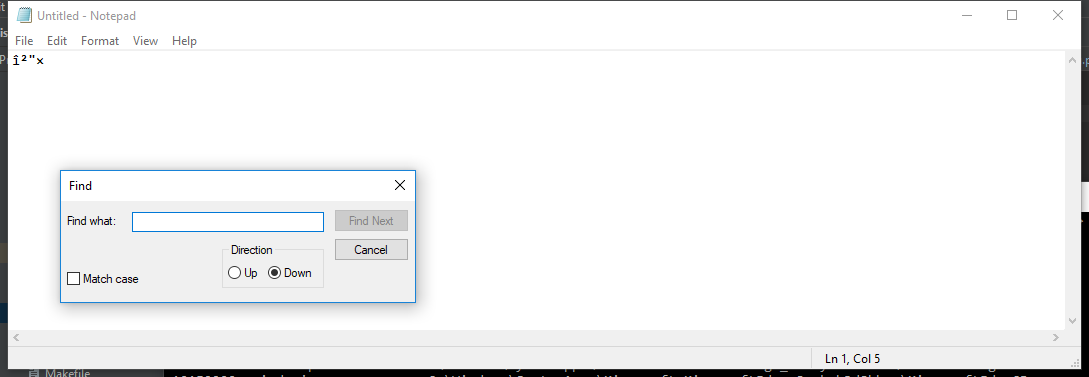 Untitled - Notepad
File Edit Format View Help
î²"x
Find
Find what: Find Next
Direction Cancel
Up Down
Match case
Ln 1, Col 5
Makefile